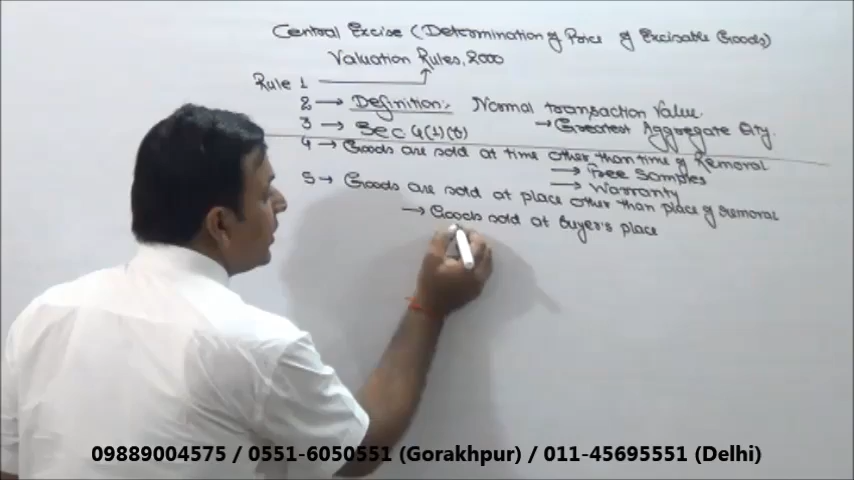 Central Excise (Determination of Price of Excisable Goods)
Valuation Rules, 2000
Rule 1
2 → Definition:- Normal transaction Value.
→ Greatest Aggregate Qty.
3 → Sec 4(1)(b)
4 → Goods are sold at time other than time of Removal
→ Free Samples
→ Warranty
5 → Goods are sold at place other than place of removal
→ Goods sold at buyer's place
09889004575 / 0551-6050551 (Gorakhpur) / 011-45695551 (Delhi)